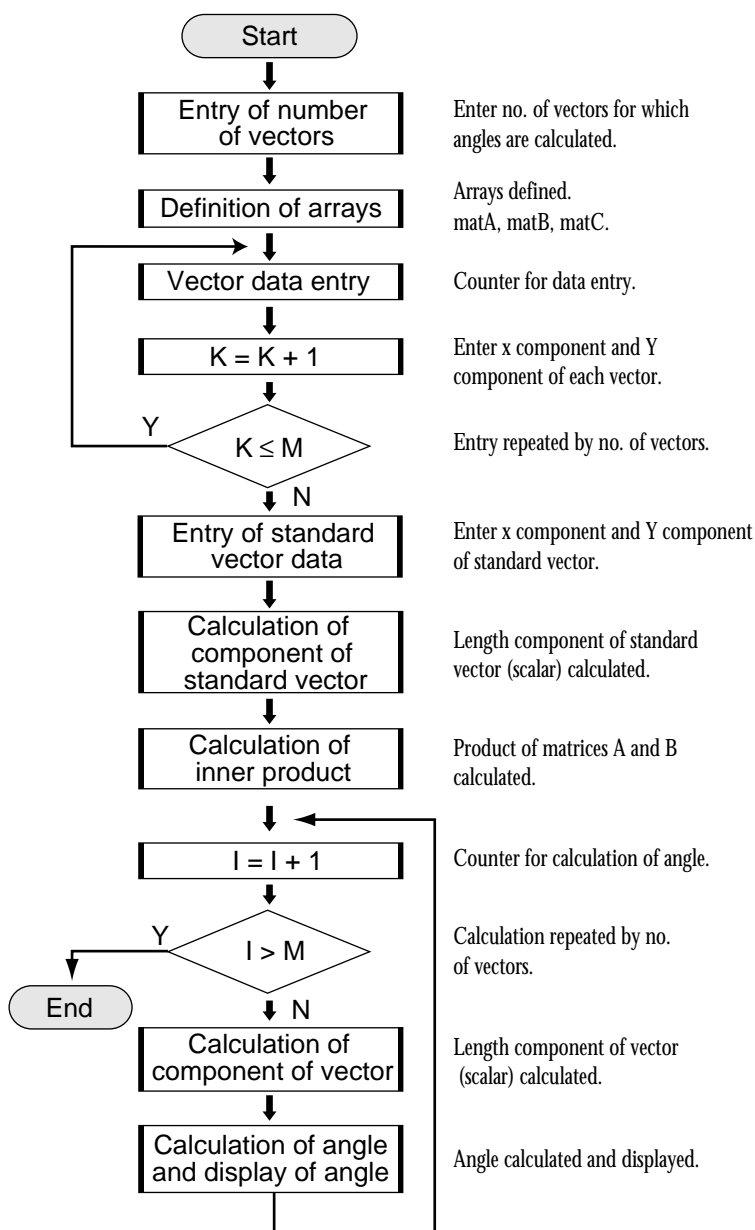 Start
Entry of number
of vectors
Enter no. of vectors for which
angles are calculated.
Definition of arrays
Arrays defined.
matA, matB, matC.
Vector data entry
Counter for data entry.
K = K + 1
Enter x component and Y
component of each vector.
Y
K ≤ M
Entry repeated by no. of vectors.
N
Entry of standard
vector data
Enter x component and Y component
of standard vector.
Calculation of
component of
standard vector
Length component of standard
vector (scalar) calculated.
Calculation of
inner product
Product of matrices A and B
calculated.
I = I + 1
Counter for calculation of angle.
Y
I > M
Calculation repeated by no.
of vectors.
End
N
Calculation of
component of vector
Length component of vector
(scalar) calculated.
Calculation of angle
and display of angle
Angle calculated and displayed.